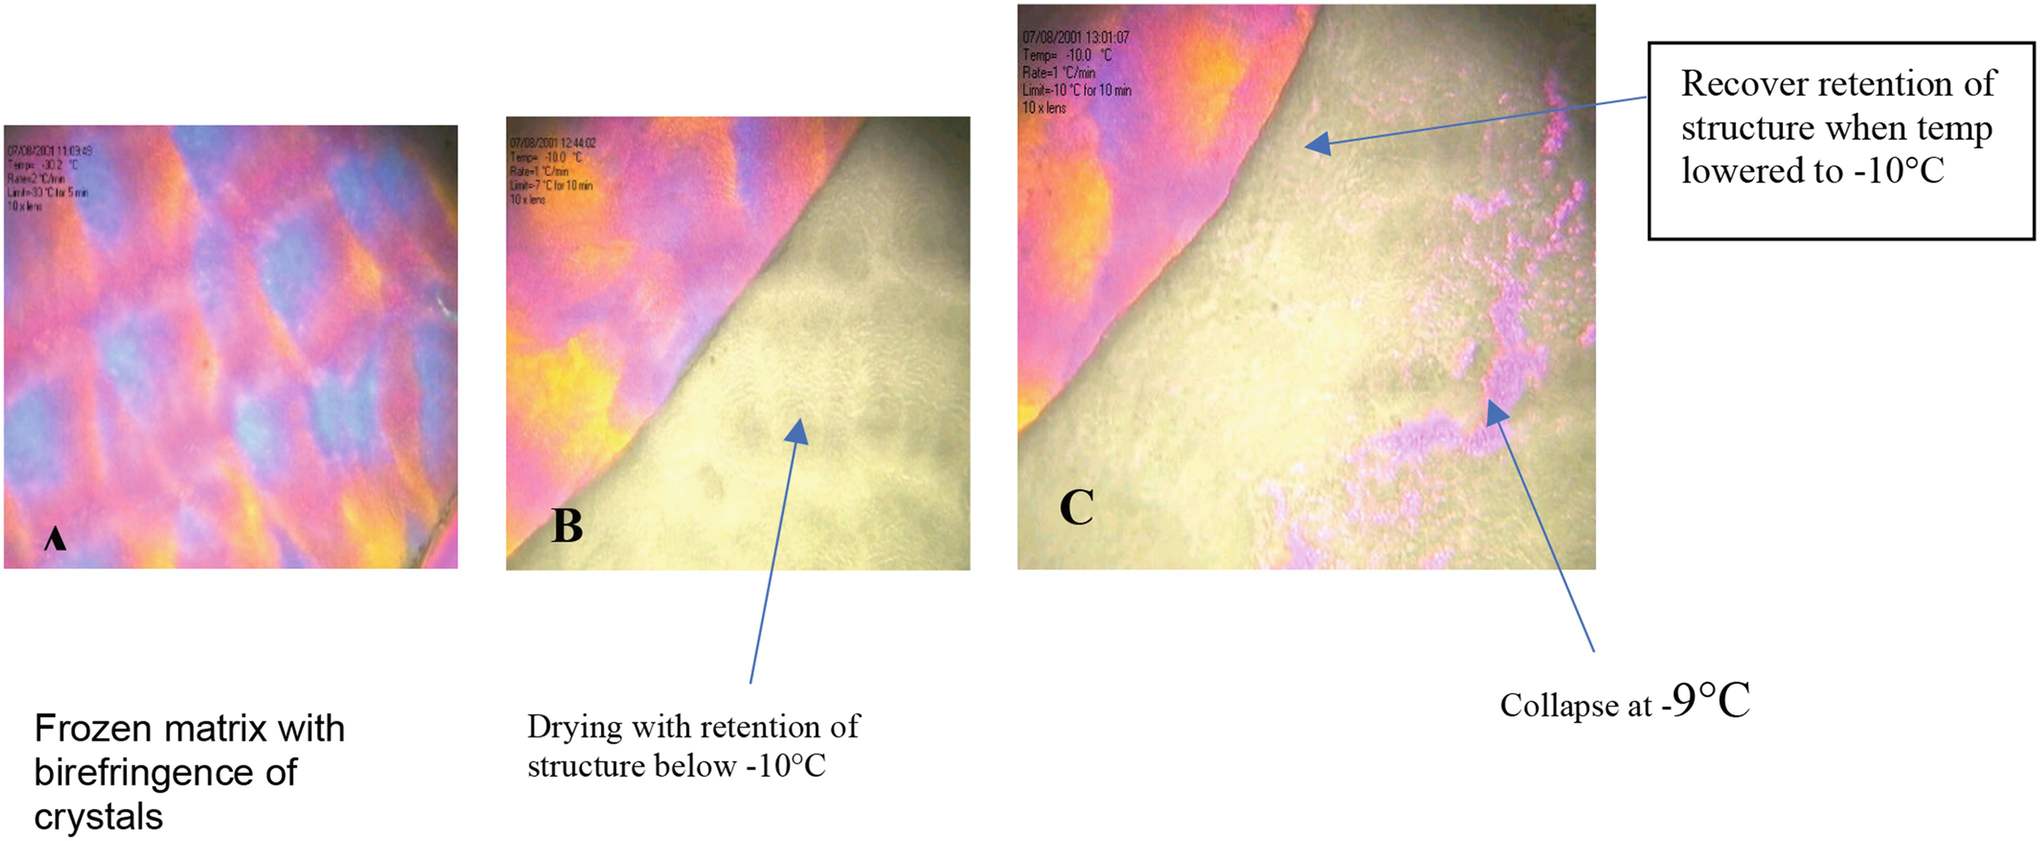 07/08/2001 11:09:49
Temp= -30.2 °C
Rate=2 °C/min
Limit=-30 °C for 5 min
10 x lens
A
Frozen matrix with
birefringence of
crystals
07/08/2001 12:44:02
Temp= -10.0 °C
Rate=1 °C/min
Limit=-7 °C for 10 min
10 x lens
B
Drying with retention of
structure below -10°C
07/08/2001 13:01:07
Temp= -10.0 °C
Rate=1 °C/min
Limit=-10 °C for 10 min
10 x lens
C
Recover retention of
structure when temp
lowered to -10°C
Collapse at -9°C